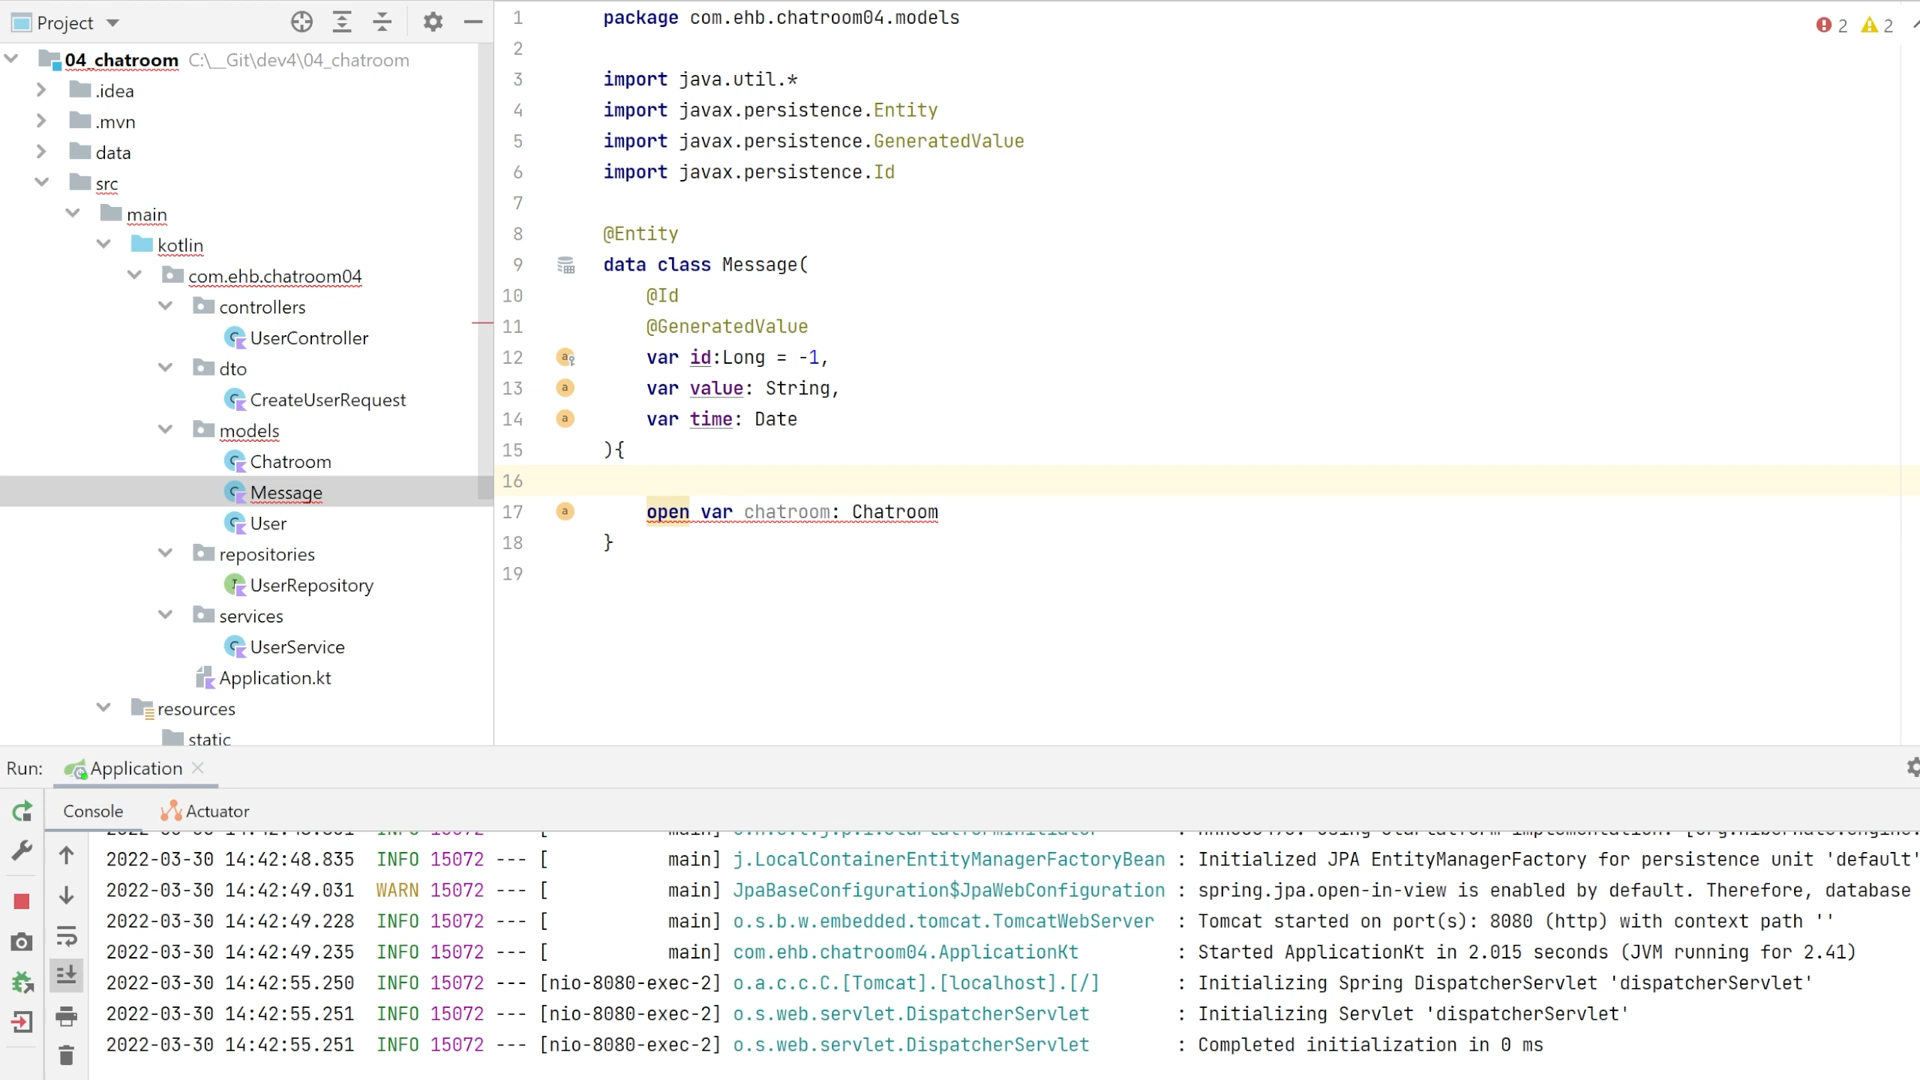 Project
04_chatroom C:\__Git\dev4\04_chatroom
.idea
.mvn
data
src
main
kotlin
com.ehb.chatroom04
controllers
UserController
dto
CreateUserRequest
models
Chatroom
Message
User
repositories
UserRepository
services
UserService
Application.kt
resources
static
1 package com.ehb.chatroom04.models
2
3 import java.util.*
4 import javax.persistence.Entity
5 import javax.persistence.GeneratedValue
6 import javax.persistence.Id
7
8 @Entity
9 data class Message(
10 @Id
11 @GeneratedValue
12 var id:Long = -1,
13 var value: String,
14 var time: Date
15 ){
16
17 open var chatroom: Chatroom
18 }
19
2 2
Run: Application
Console Actuator
2022-03-30 14:42:48.835 INFO 15072 --- [ main] j.LocalContainerEntityManagerFactoryBean : Initialized JPA EntityManagerFactory for persistence unit 'default'
2022-03-30 14:42:49.031 WARN 15072 --- [ main] JpaBaseConfiguration$JpaWebConfiguration : spring.jpa.open-in-view is enabled by default. Therefore, database
2022-03-30 14:42:49.228 INFO 15072 --- [ main] o.s.b.w.embedded.tomcat.TomcatWebServer : Tomcat started on port(s): 8080 (http) with context path ''
2022-03-30 14:42:49.235 INFO 15072 --- [ main] com.ehb.chatroom04.ApplicationKt : Started ApplicationKt in 2.015 seconds (JVM running for 2.41)
2022-03-30 14:42:55.250 INFO 15072 --- [nio-8080-exec-2] o.a.c.c.C.[Tomcat].[localhost].[/] : Initializing Spring DispatcherServlet 'dispatcherServlet'
2022-03-30 14:42:55.251 INFO 15072 --- [nio-8080-exec-2] o.s.web.servlet.DispatcherServlet : Initializing Servlet 'dispatcherServlet'
2022-03-30 14:42:55.251 INFO 15072 --- [nio-8080-exec-2] o.s.web.servlet.DispatcherServlet : Completed initialization in 0 ms